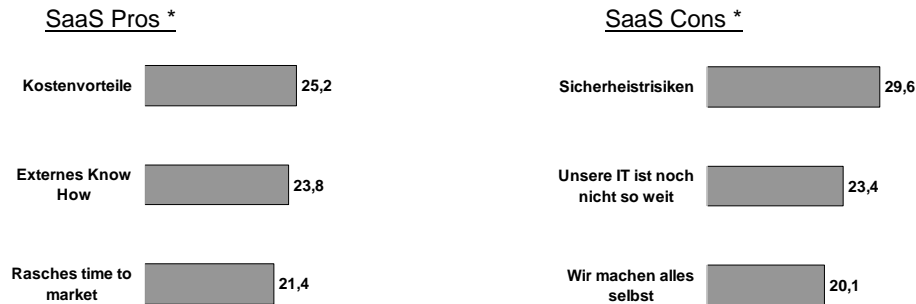 SaaS Pros *
Kostenvorteile
25,2
Externes Know
How
23,8
Rasches time to
market
21,4
SaaS Cons *
Sicherheistrisiken
29,6
Unsere IT ist noch
nicht so weit
23,4
Wir machen alles
selbst
20,1